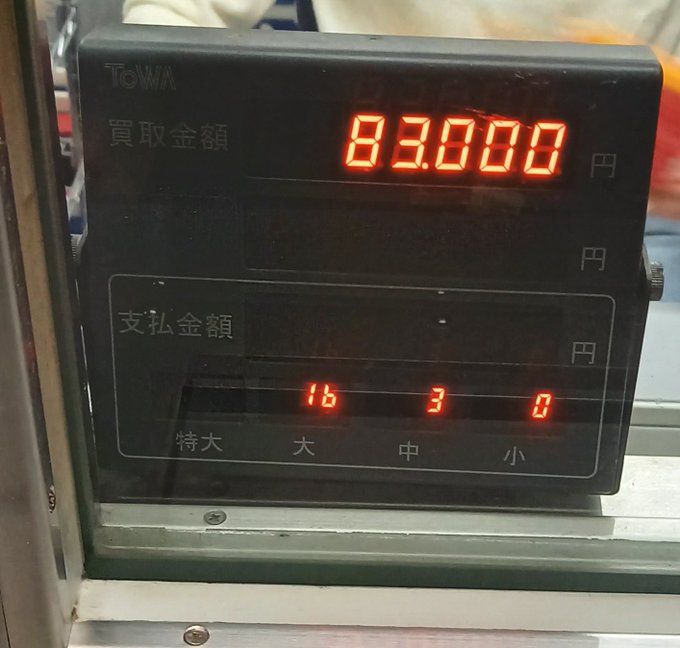 TOWA
買取金額 83.000 円
円
支払金額 円
16 3 0
特大 大 中 小